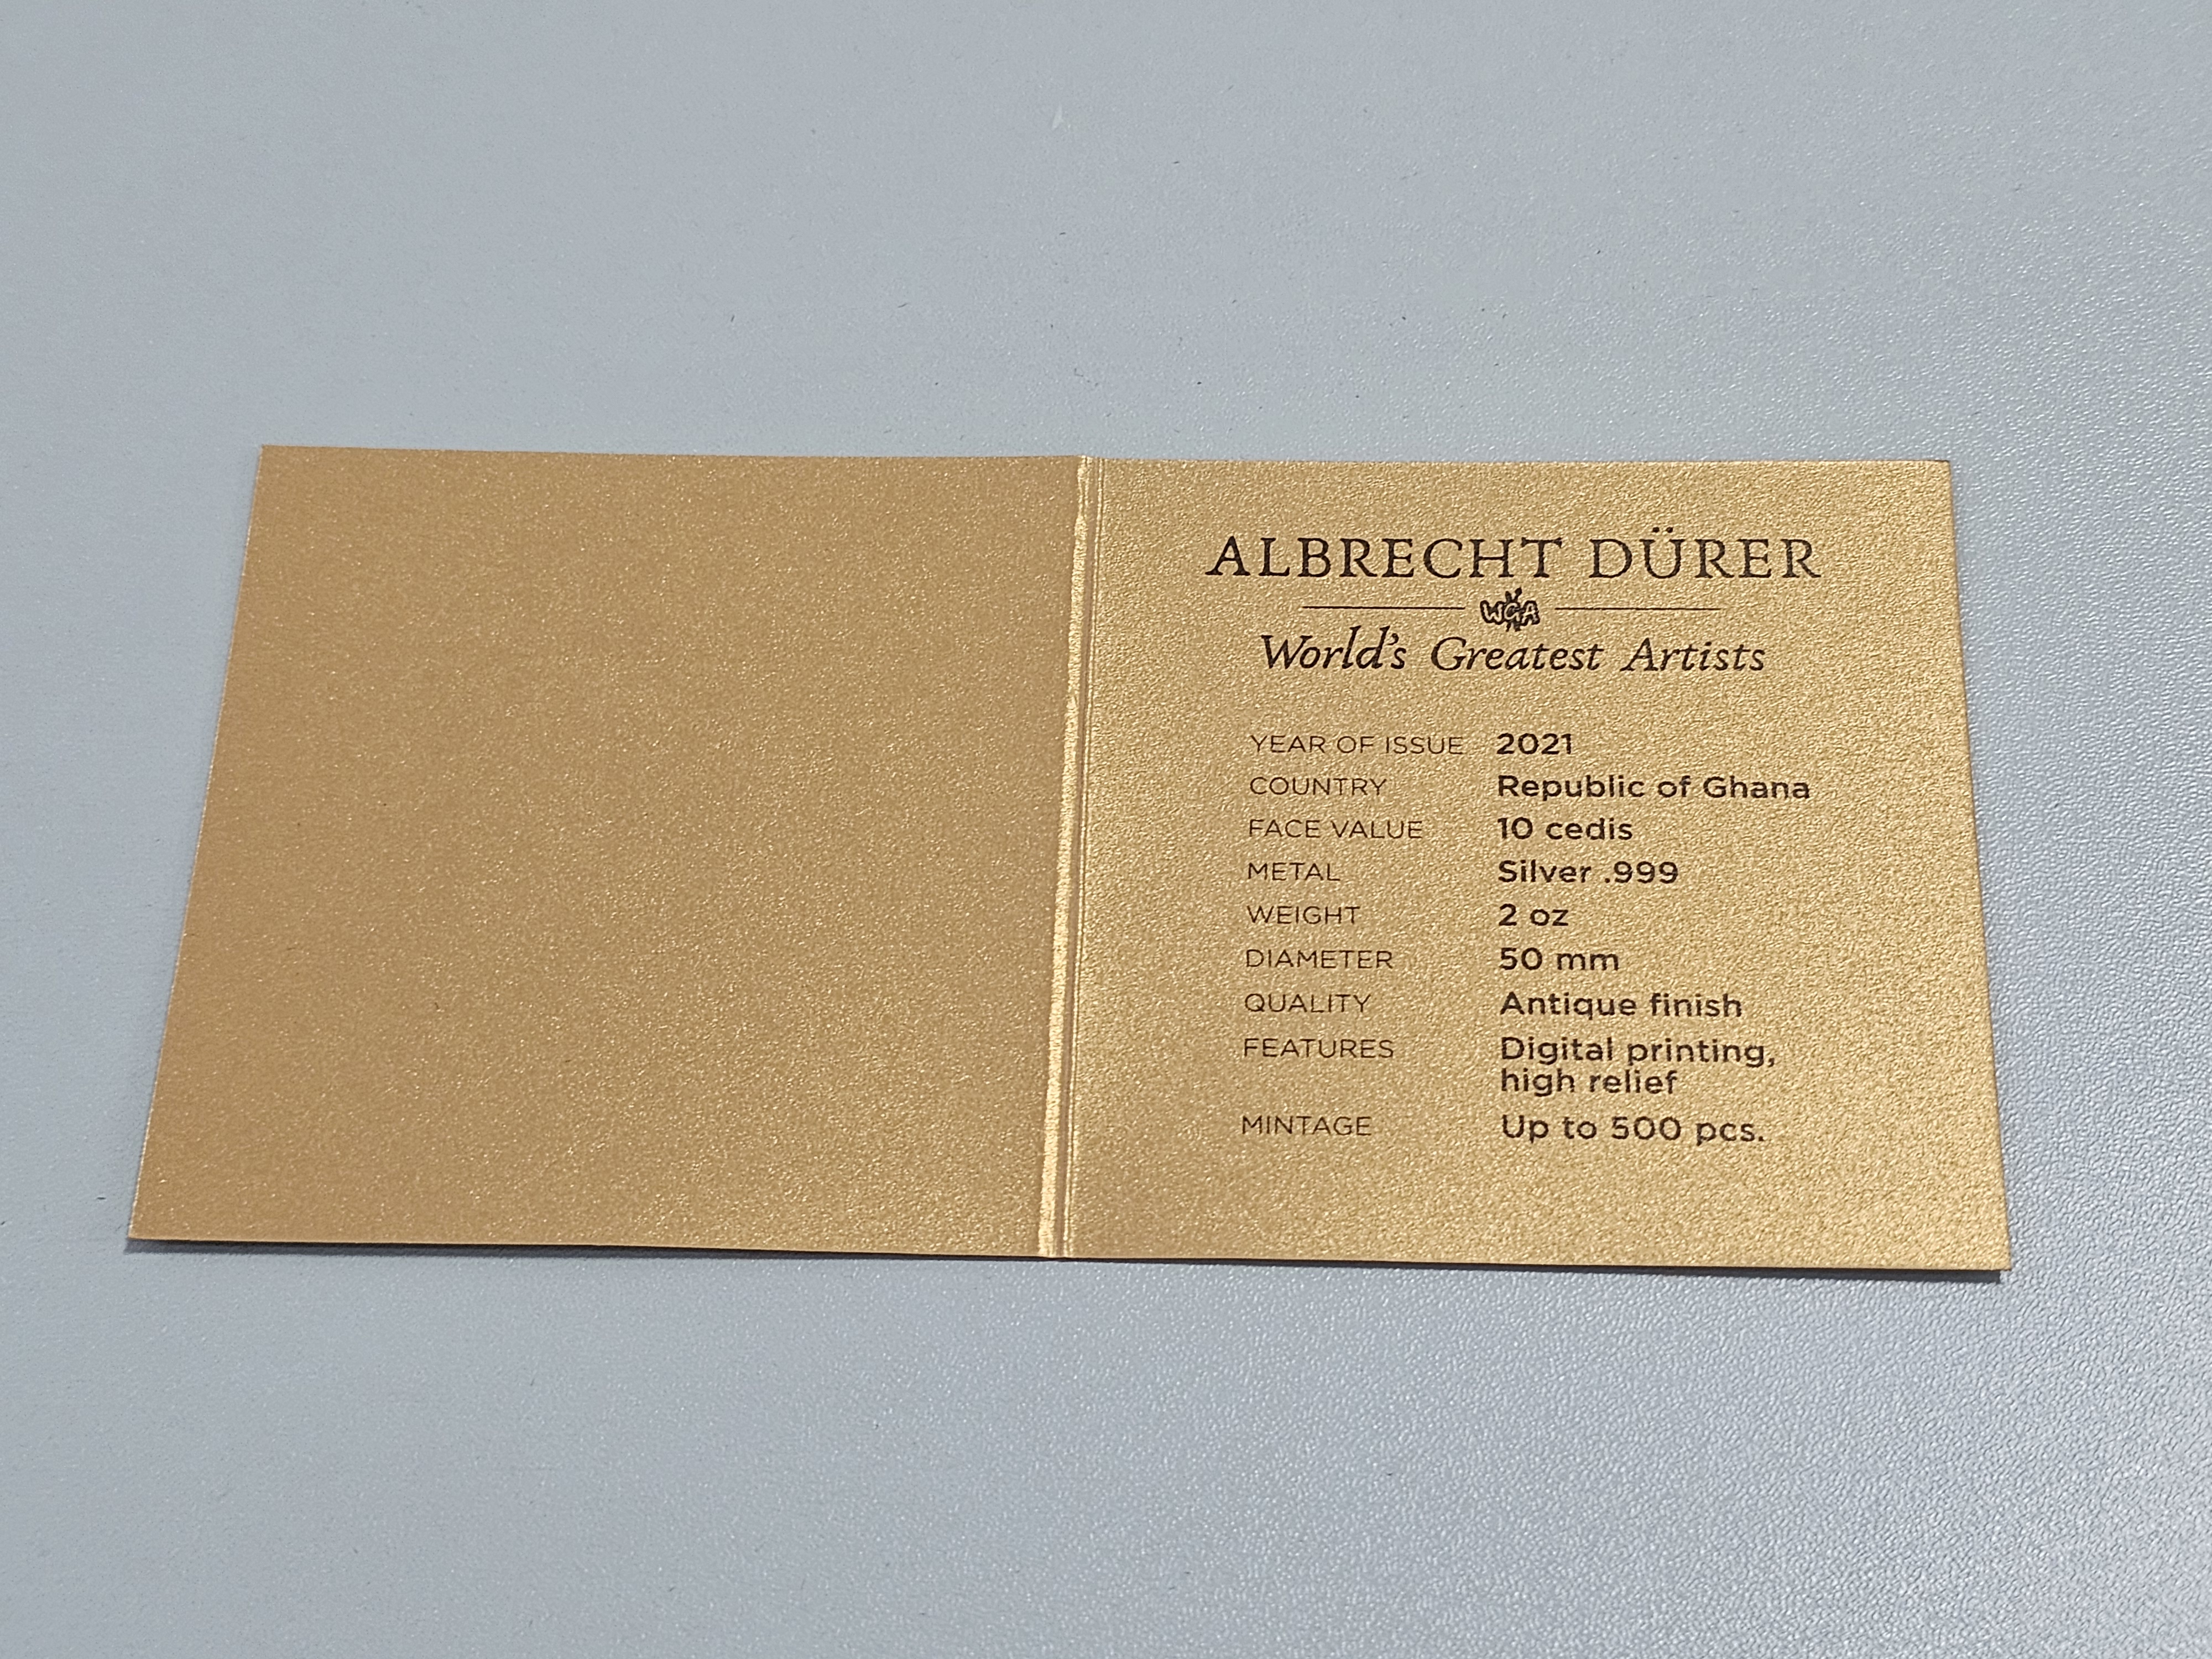 ALBRECHT DÜRER
WGA
World's Greatest Artists
YEAR OF ISSUE 2021
COUNTRY Republic of Ghana
FACE VALUE 10 cedis
METAL Silver .999
WEIGHT 2 oz
DIAMETER 50 mm
QUALITY Antique finish
FEATURES Digital printing,
high relief
MINTAGE Up to 500 pcs.